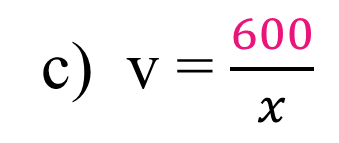 c) v = 600/x